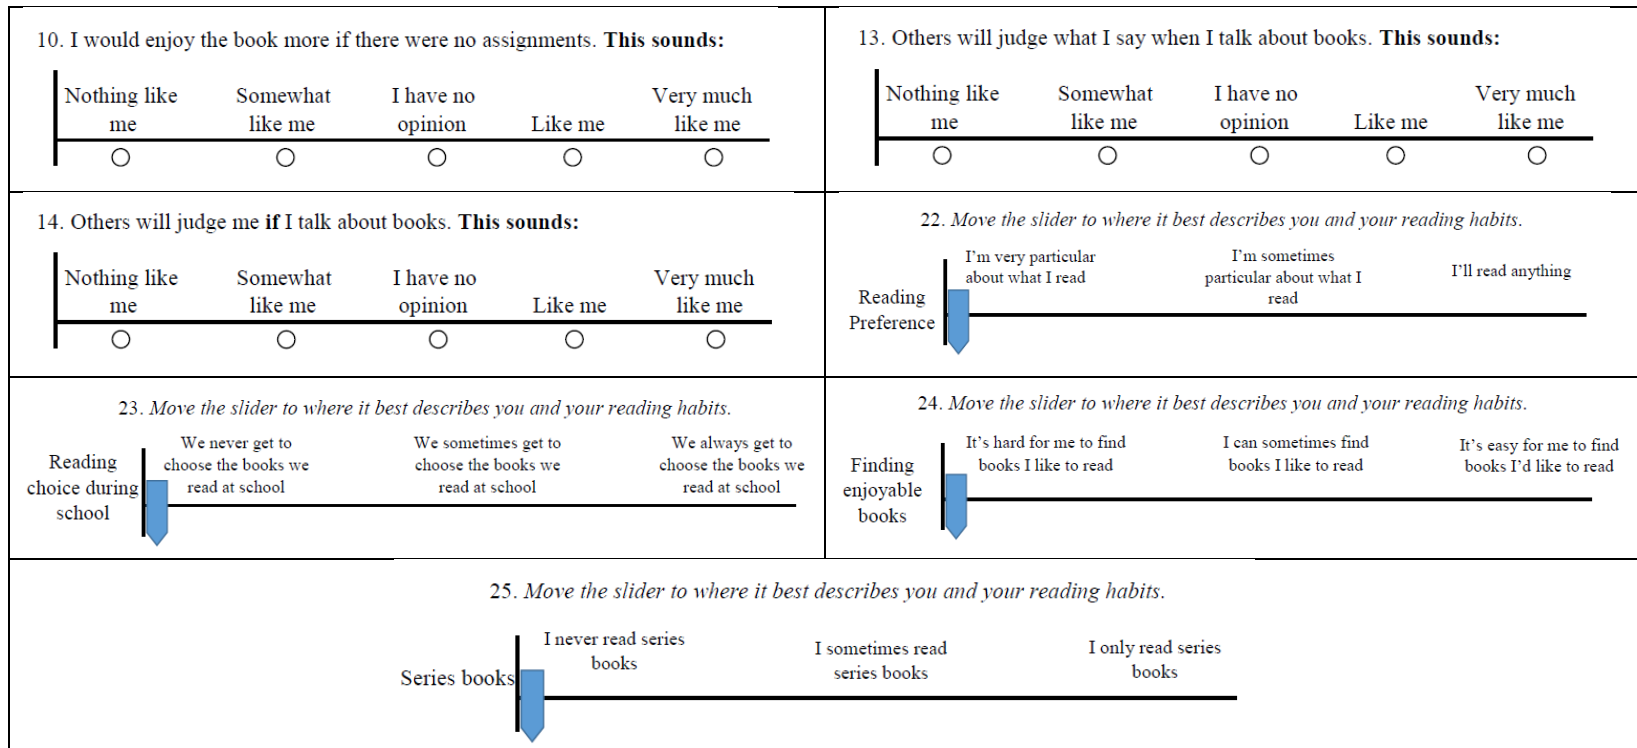 10. I would enjoy the book more if there were no assignments. This sounds:
Nothing like me
Somewhat like me
I have no opinion
Like me
Very much like me
13. Others will judge what I say when I talk about books. This sounds:
Nothing like me
Somewhat like me
I have no opinion
Like me
Very much like me
14. Others will judge me if I talk about books. This sounds:
Nothing like me
Somewhat like me
I have no opinion
Like me
Very much like me
22. Move the slider to where it best describes you and your reading habits.
Reading
Preference
I'm very particular
about what I read
I'm sometimes
particular about what I
read
I'll read anything
23. Move the slider to where it best describes you and your reading habits.
Reading
choice during
school
We never get to
choose the books we
read at school
We sometimes get to
choose the books we
read at school
We always get to
choose the books we
read at school
24. Move the slider to where it best describes you and your reading habits.
Finding
enjoyable
books
It's hard for me to find
books I like to read
I can sometimes find
books I like to read
It's easy for me to find
books I'd like to read
25. Move the slider to where it best describes you and your reading habits.
Series books
I never read series
books
I sometimes read
series books
I only read series
books